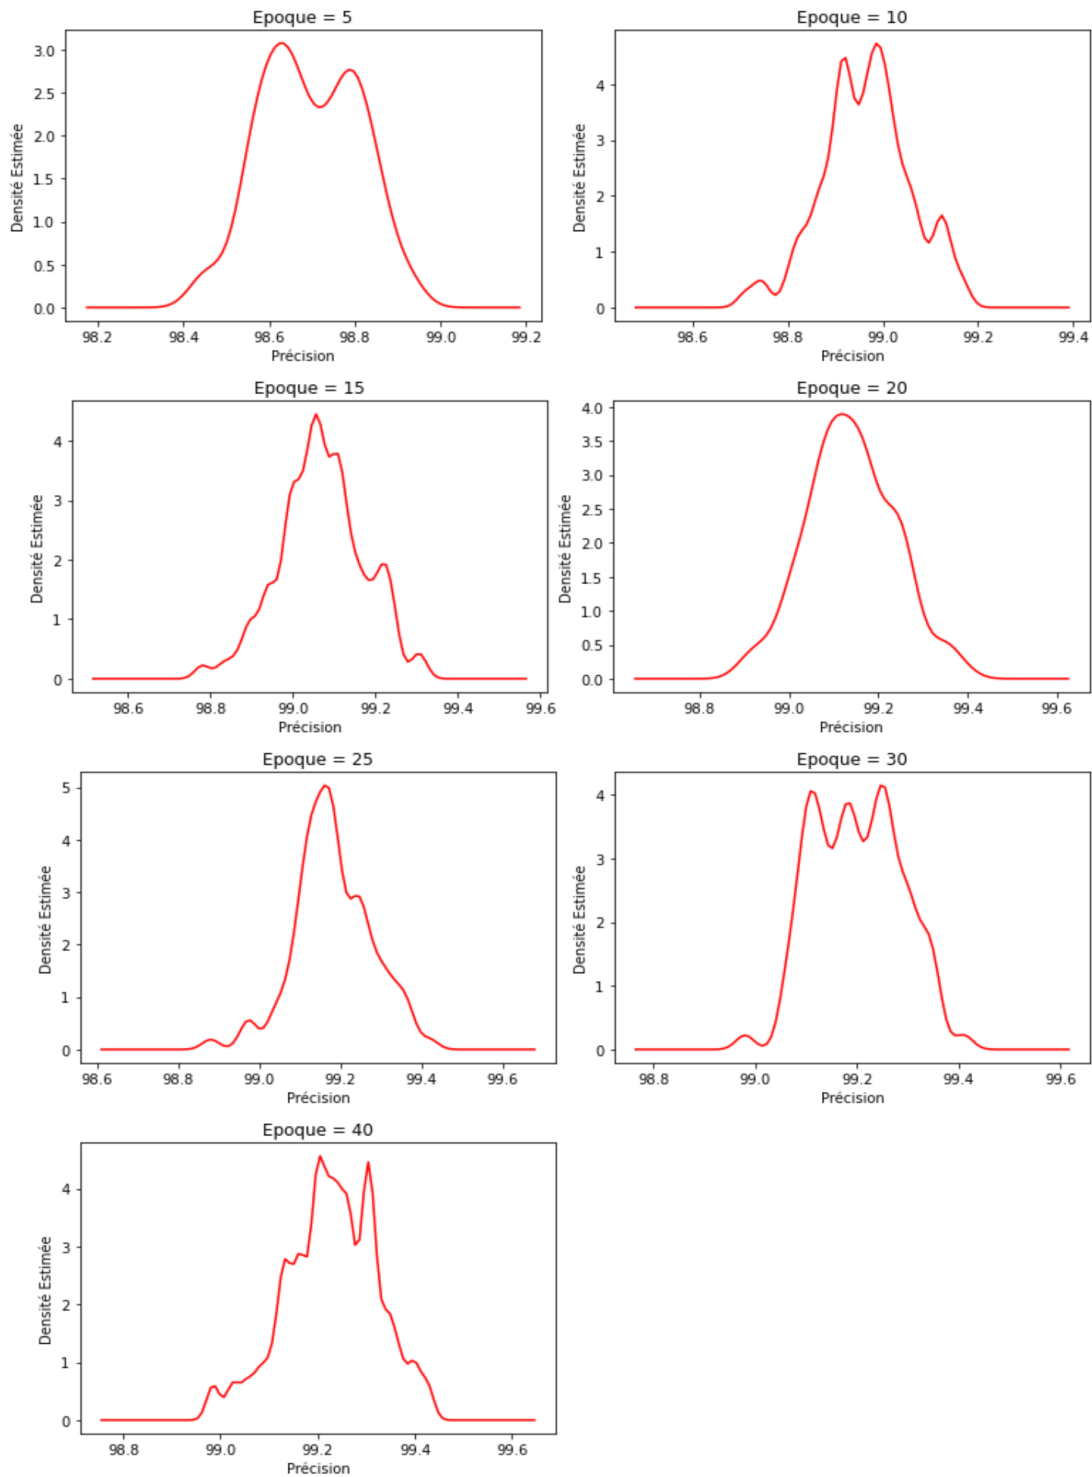 Epoque = 5
Densité Estimée
3.0
2.5
2.0
1.5
1.0
0.5
0.0
98.2 98.4 98.6 98.8 99.0 99.2
Précision
Epoque = 10
Densité Estimée
4
3
2
1
0
98.6 98.8 99.0 99.2 99.4
Précision
Epoque = 15
Densité Estimée
4
3
2
1
0
98.6 98.8 99.0 99.2 99.4 99.6
Précision
Epoque = 20
Densité Estimée
4.0
3.5
3.0
2.5
2.0
1.5
1.0
0.5
0.0
98.8 99.0 99.2 99.4 99.6
Précision
Epoque = 25
Densité Estimée
5
4
3
2
1
0
98.6 98.8 99.0 99.2 99.4 99.6
Précision
Epoque = 30
Densité Estimée
4
3
2
1
0
98.8 99.0 99.2 99.4 99.6
Précision
Epoque = 40
Densité Estimée
4
3
2
1
0
98.8 99.0 99.2 99.4 99.6
Précision